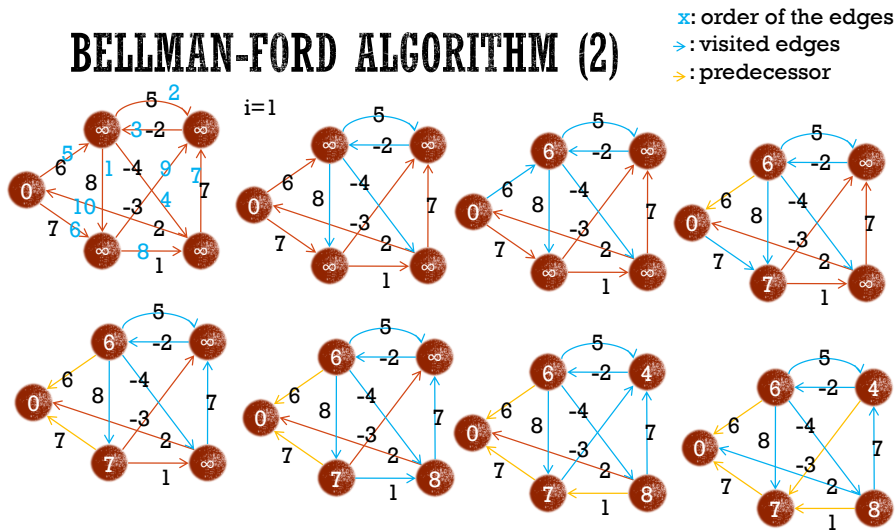 x: order of the edges
: visited edges
: predecessor
BELLMAN-FORD ALGORITHM (2)
i=1
5 2
∞ 3 -2 ∞
5 6 1 -4 9 7
0 8 4 7
10 -3
7 6 2
∞ 8 1 ∞
5
∞ -2 ∞
6 8 -4
0 7
-3
7 2
∞ 1 ∞
5
6 -2 ∞
6 8 -4
0 7
-3
7 2
∞ 1 ∞
5
6 -2 ∞
6 8 -4
0 7
-3
7 2
7 1 ∞
5
6 -2 ∞
6 8 -4
0 7
-3
7 2
7 1 ∞
5
6 -2 ∞
6 8 -4
0 7
-3
7 2
7 1 8
5
6 -2 4
6 8 -4
0 7
-3
7 2
7 1 8
5
6 -2 4
6 8 -4
0 7
-3
7 2
7 1 8